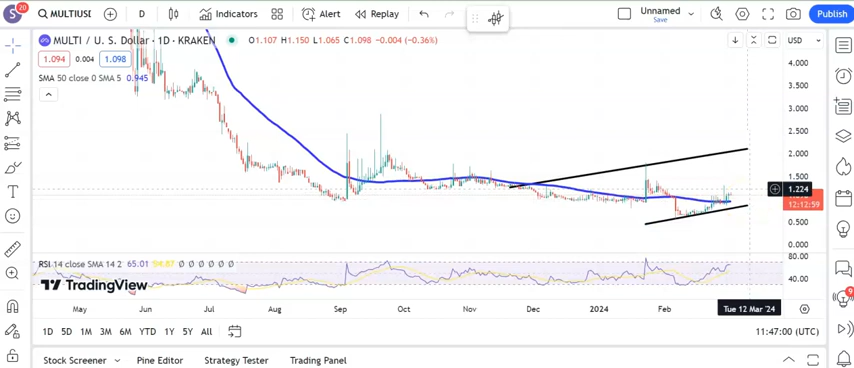 S 20 MULTIUSI D Indicators Alert Replay Unnamed Save Publish
MULTI / U. S. Dollar · 1D · KRAKEN O1.107 H1.150 L1.065 C1.098 −0.004 (−0.36%) USD
1.094 0.004 1.098
SMA 50 close 0 SMA 5 0.945
4.000
3.500
3.000
2.500
2.000
1.500
1.224
12:12:59
0.500
0.000
RSI 14 close SMA 14 2 65.01 54.87 Ø Ø Ø Ø Ø Ø
80.00
40.00
TradingView
May Jul Aug Sep Oct Nov Dec 2024 Feb Tue 12 Mar '24
1D 5D 1M 3M 6M YTD 1Y 5Y All 11:47:00 (UTC)
Stock Screener Pine Editor Strategy Tester Trading Panel
9